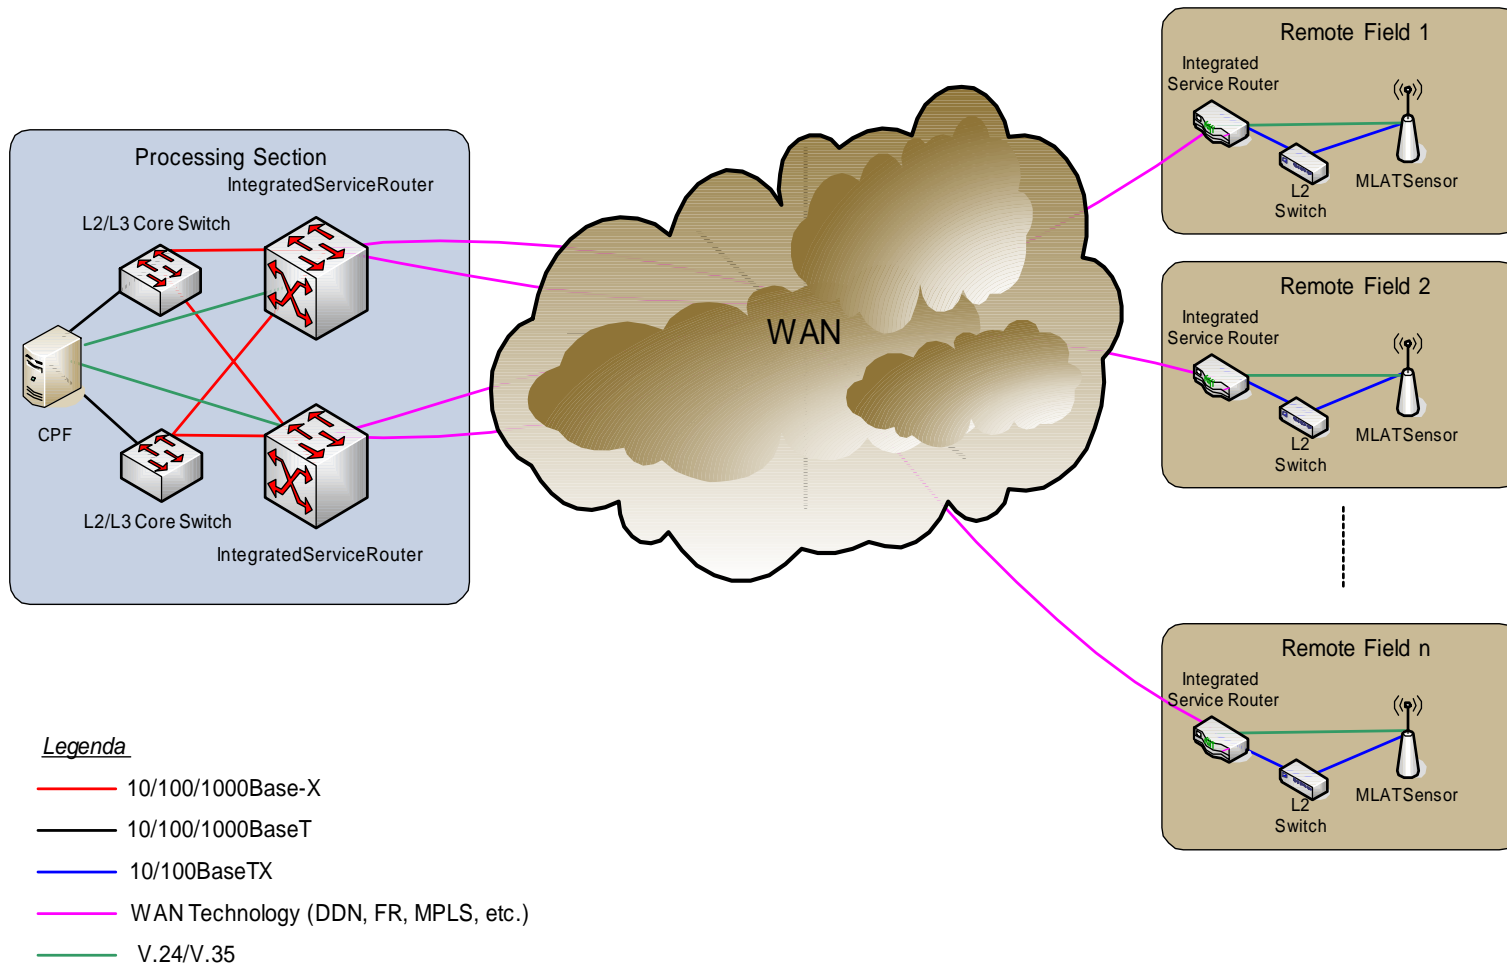 Processing Section
IntegratedServiceRouter
L2/L3 Core Switch
CPF
L2/L3 Core Switch
IntegratedServiceRouter
WAN
Remote Field 1
Integrated
Service Router
L2
Switch
MLATSensor
Remote Field 2
Integrated
Service Router
L2
Switch
MLATSensor
Remote Field n
Integrated
Service Router
L2
Switch
MLATSensor
Legenda
10/100/1000Base-X
10/100/1000BaseT
10/100BaseTX
WAN Technology (DDN, FR, MPLS, etc.)
V.24/V.35